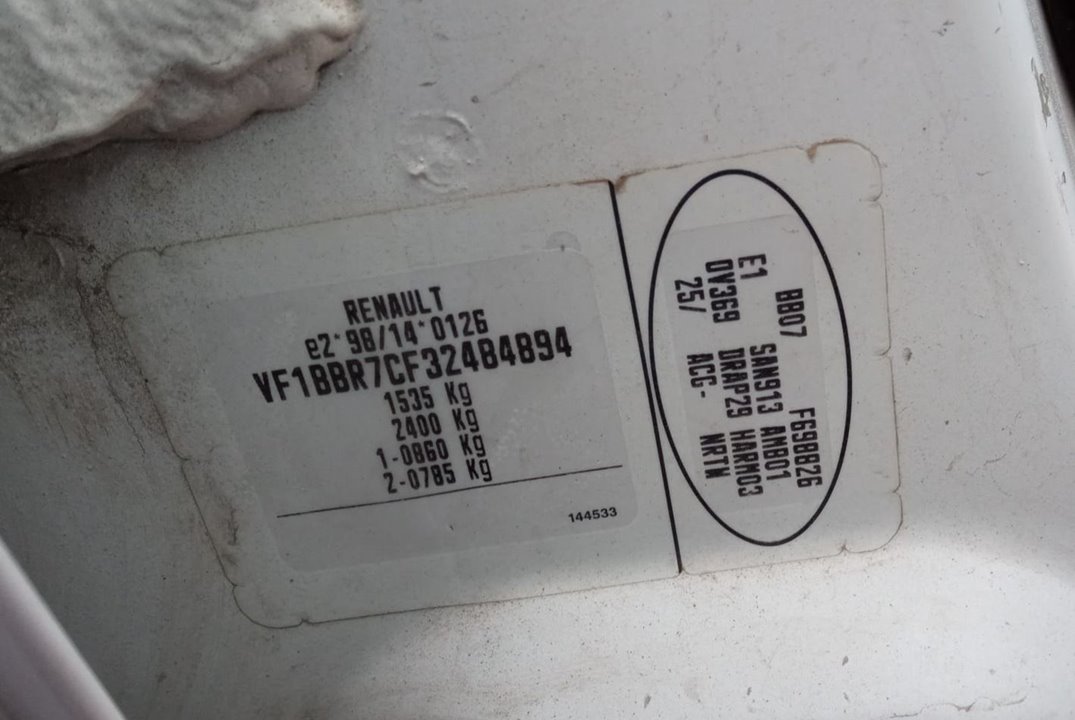 RENAULT
e2*98/14*0126
VF1BBR7CF32484894
1535 Kg
2400 Kg
1-0860 Kg
2-0785 Kg
144533
BB07 F698826
E1 SAN913 AMB01
OV369 DRAP29 HARM03
25/ ACC- NRTN